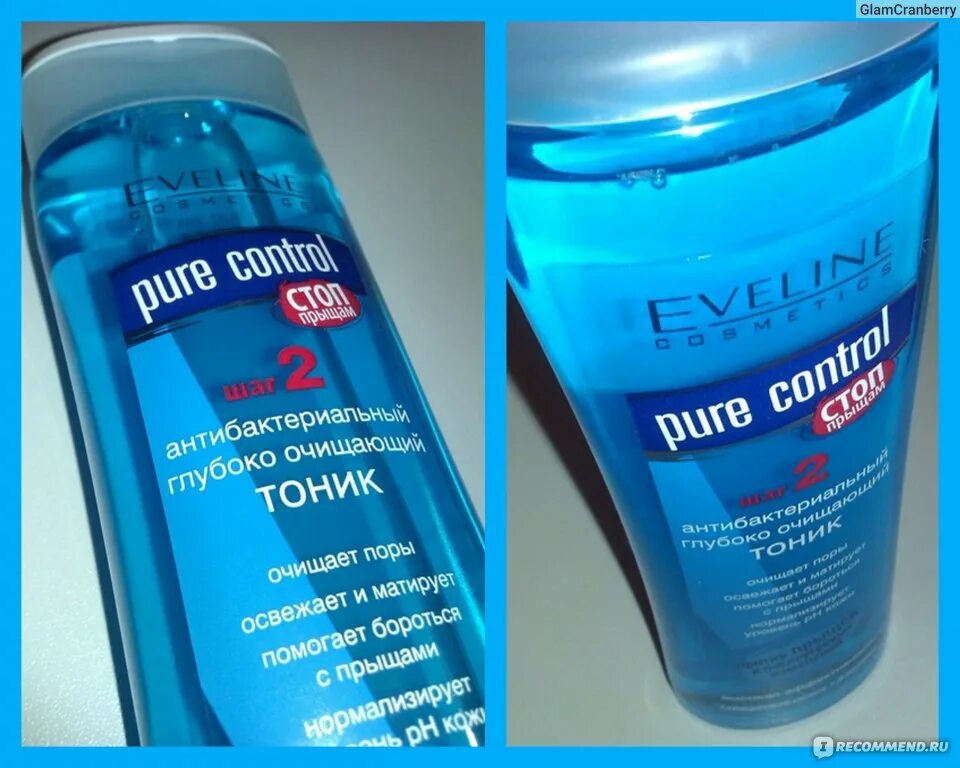 GlamCranberry
EVELINE
COSMETICS
pure control
стоп
прыщам
шаг 2
антибактериальный
глубоко очищающий
ТОНИК
очищает поры
освежает и матирует
помогает бороться
с прыщами
нормализирует
pH кожи
EVELINE
COSMETICS
pure control
стоп
прыщам
шаг 2
антибактериальный
глубоко очищающий
ТОНИК
очищает поры
освежает и матирует
помогает бороться
с прыщами
нормализирует
уровень pH кожи
RECOMMEND.RU